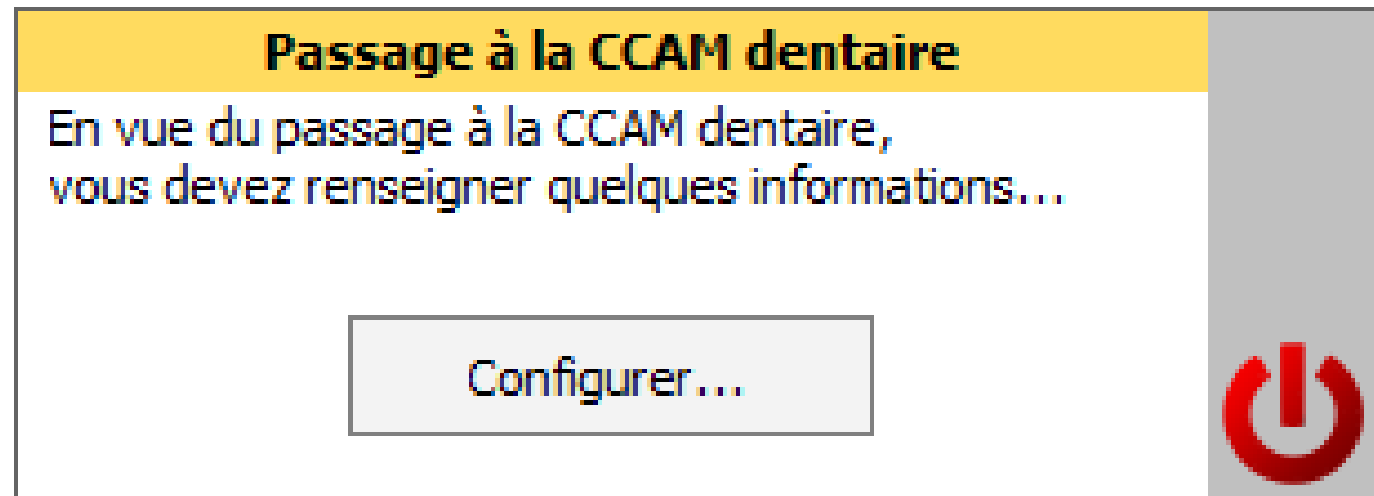 Passage à la CCAM dentaire
En vue du passage à la CCAM dentaire,
vous devez renseigner quelques informations...
Configurer...